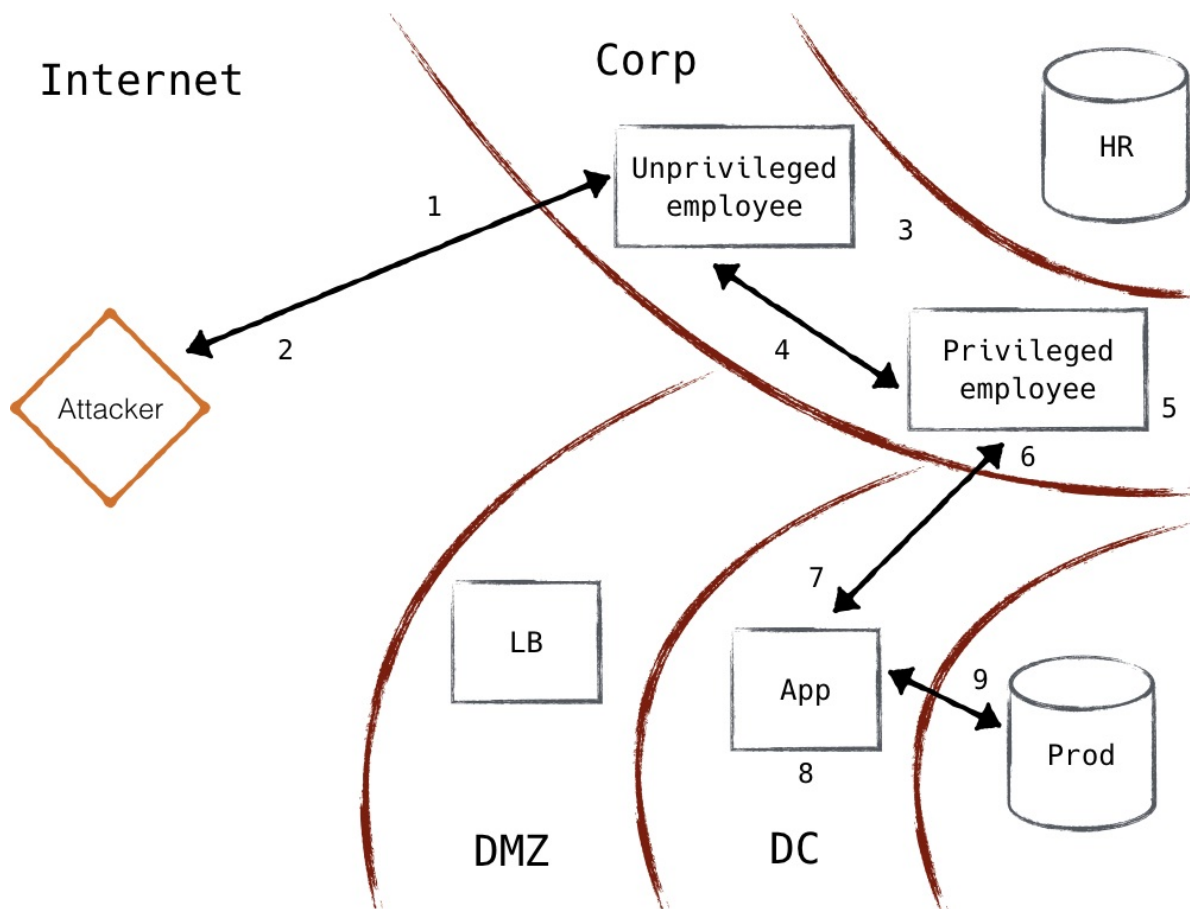 Internet
Corp
HR
Unprivileged
employee
1
3
2
4
Privileged
employee
5
Attacker
6
7
LB
App
9
Prod
8
DMZ
DC